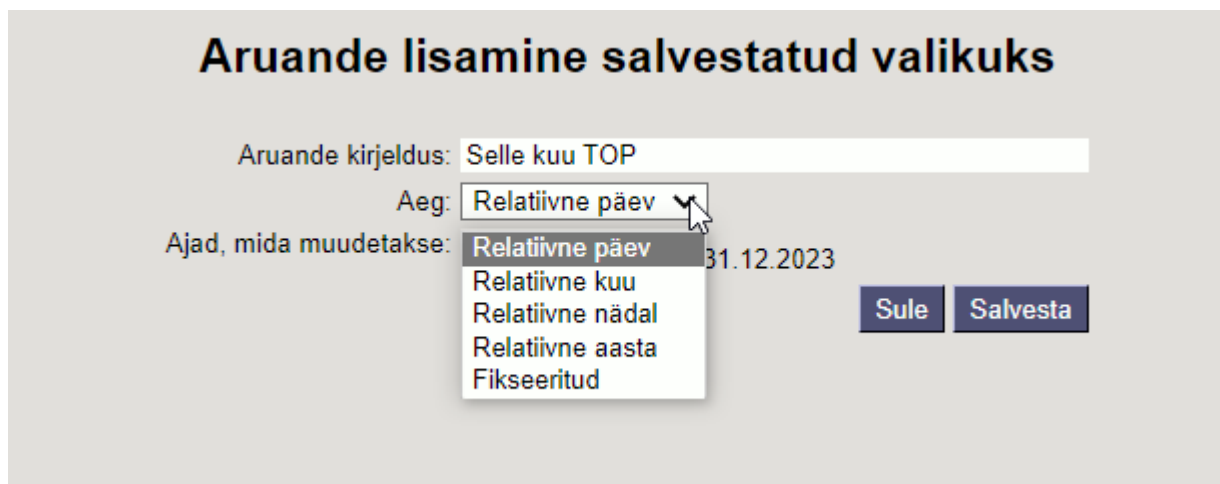 Aruande lisamine salvestatud valikuks
Aruande kirjeldus: Selle kuu TOP
Aeg: Relatiivne päev
Ajad, mida muudetakse: 31.12.2023
Relatiivne päev
Relatiivne kuu
Relatiivne nädal
Relatiivne aasta
Fikseeritud
Sule Salvesta